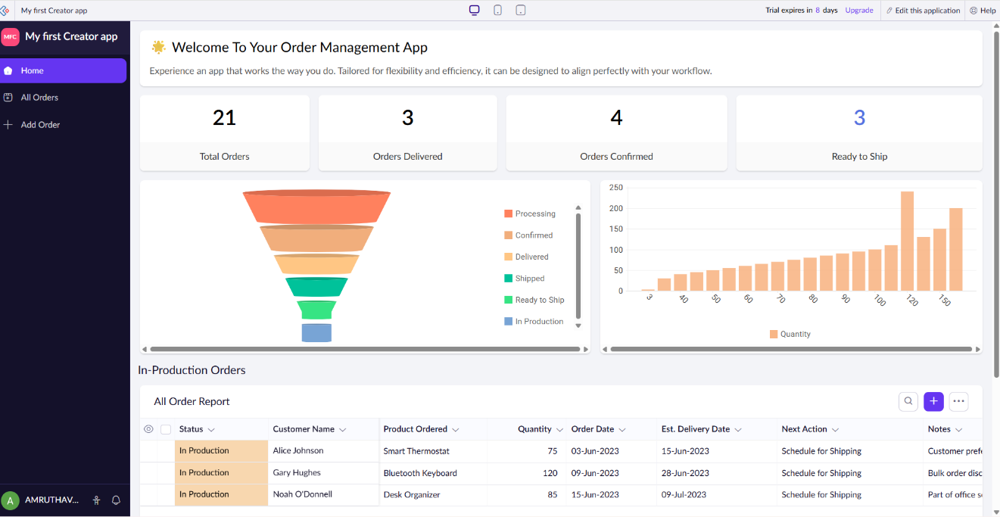 My first Creator app
Trial expires in 8 days Upgrade Edit this application Help
MFC My first Creator app
Home
All Orders
Add Order
A AMRUTHAV...
Welcome To Your Order Management App
Experience an app that works the way you do. Tailored for flexibility and efficiency, it can be designed to align perfectly with your workflow.
21 3 4 3
Total Orders Orders Delivered Orders Confirmed Ready to Ship
Processing
Confirmed
Delivered
Shipped
Ready to Ship
In Production
250
200
150
100
50
0
3 40 50 60 70 80 90 100 120 150
Quantity
In-Production Orders
All Order Report
Status Customer Name Product Ordered Quantity Order Date Est. Delivery Date Next Action Notes
In Production Alice Johnson Smart Thermostat 75 03-Jun-2023 15-Jun-2023 Schedule for Shipping Customer prefe
In Production Gary Hughes Bluetooth Keyboard 120 09-Jun-2023 28-Jun-2023 Schedule for Shipping Bulk order disc
In Production Noah O'Donnell Desk Organizer 85 15-Jun-2023 09-Jul-2023 Schedule for Shipping Part of office s